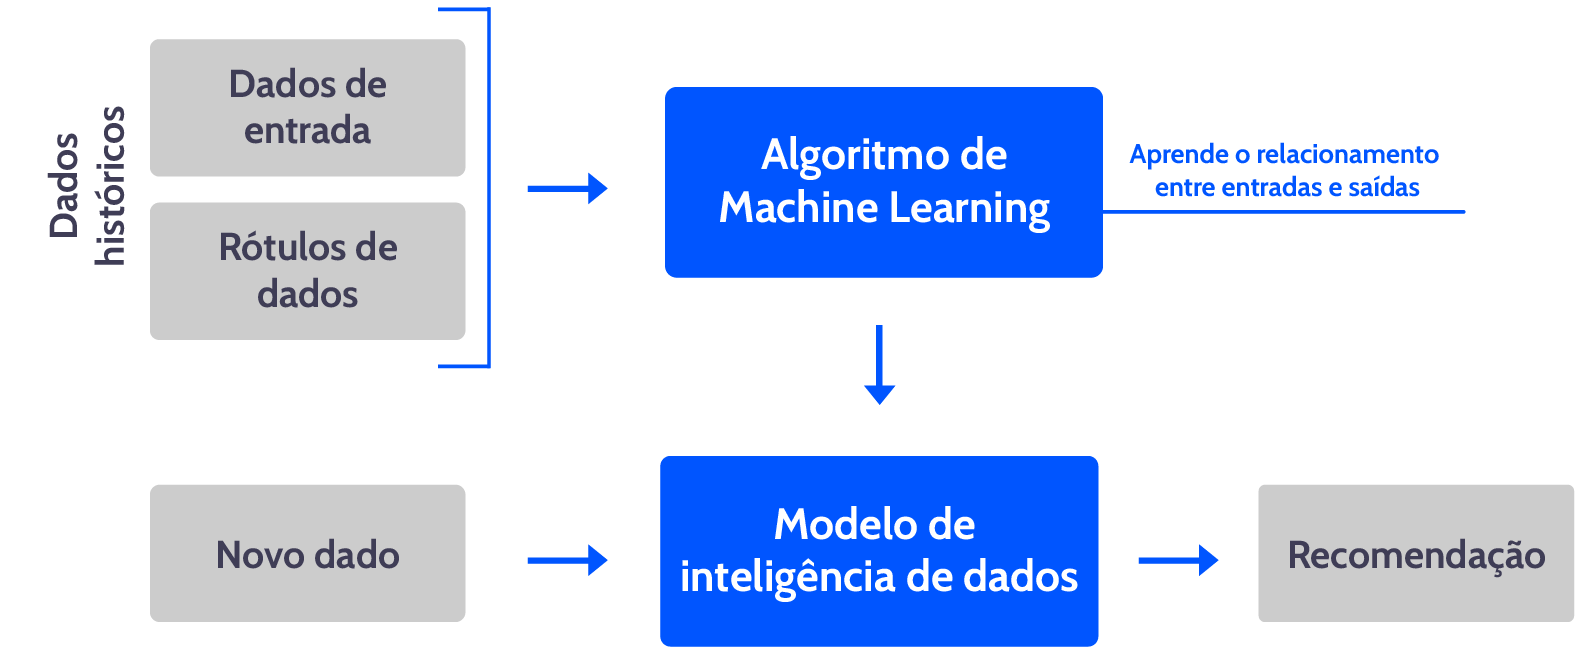 Dados
históricos
Dados de
entrada
Rótulos de
dados
Algoritmo de
Machine Learning
Aprende o relacionamento
entre entradas e saídas
Novo dado
Modelo de
inteligência de dados
Recomendação